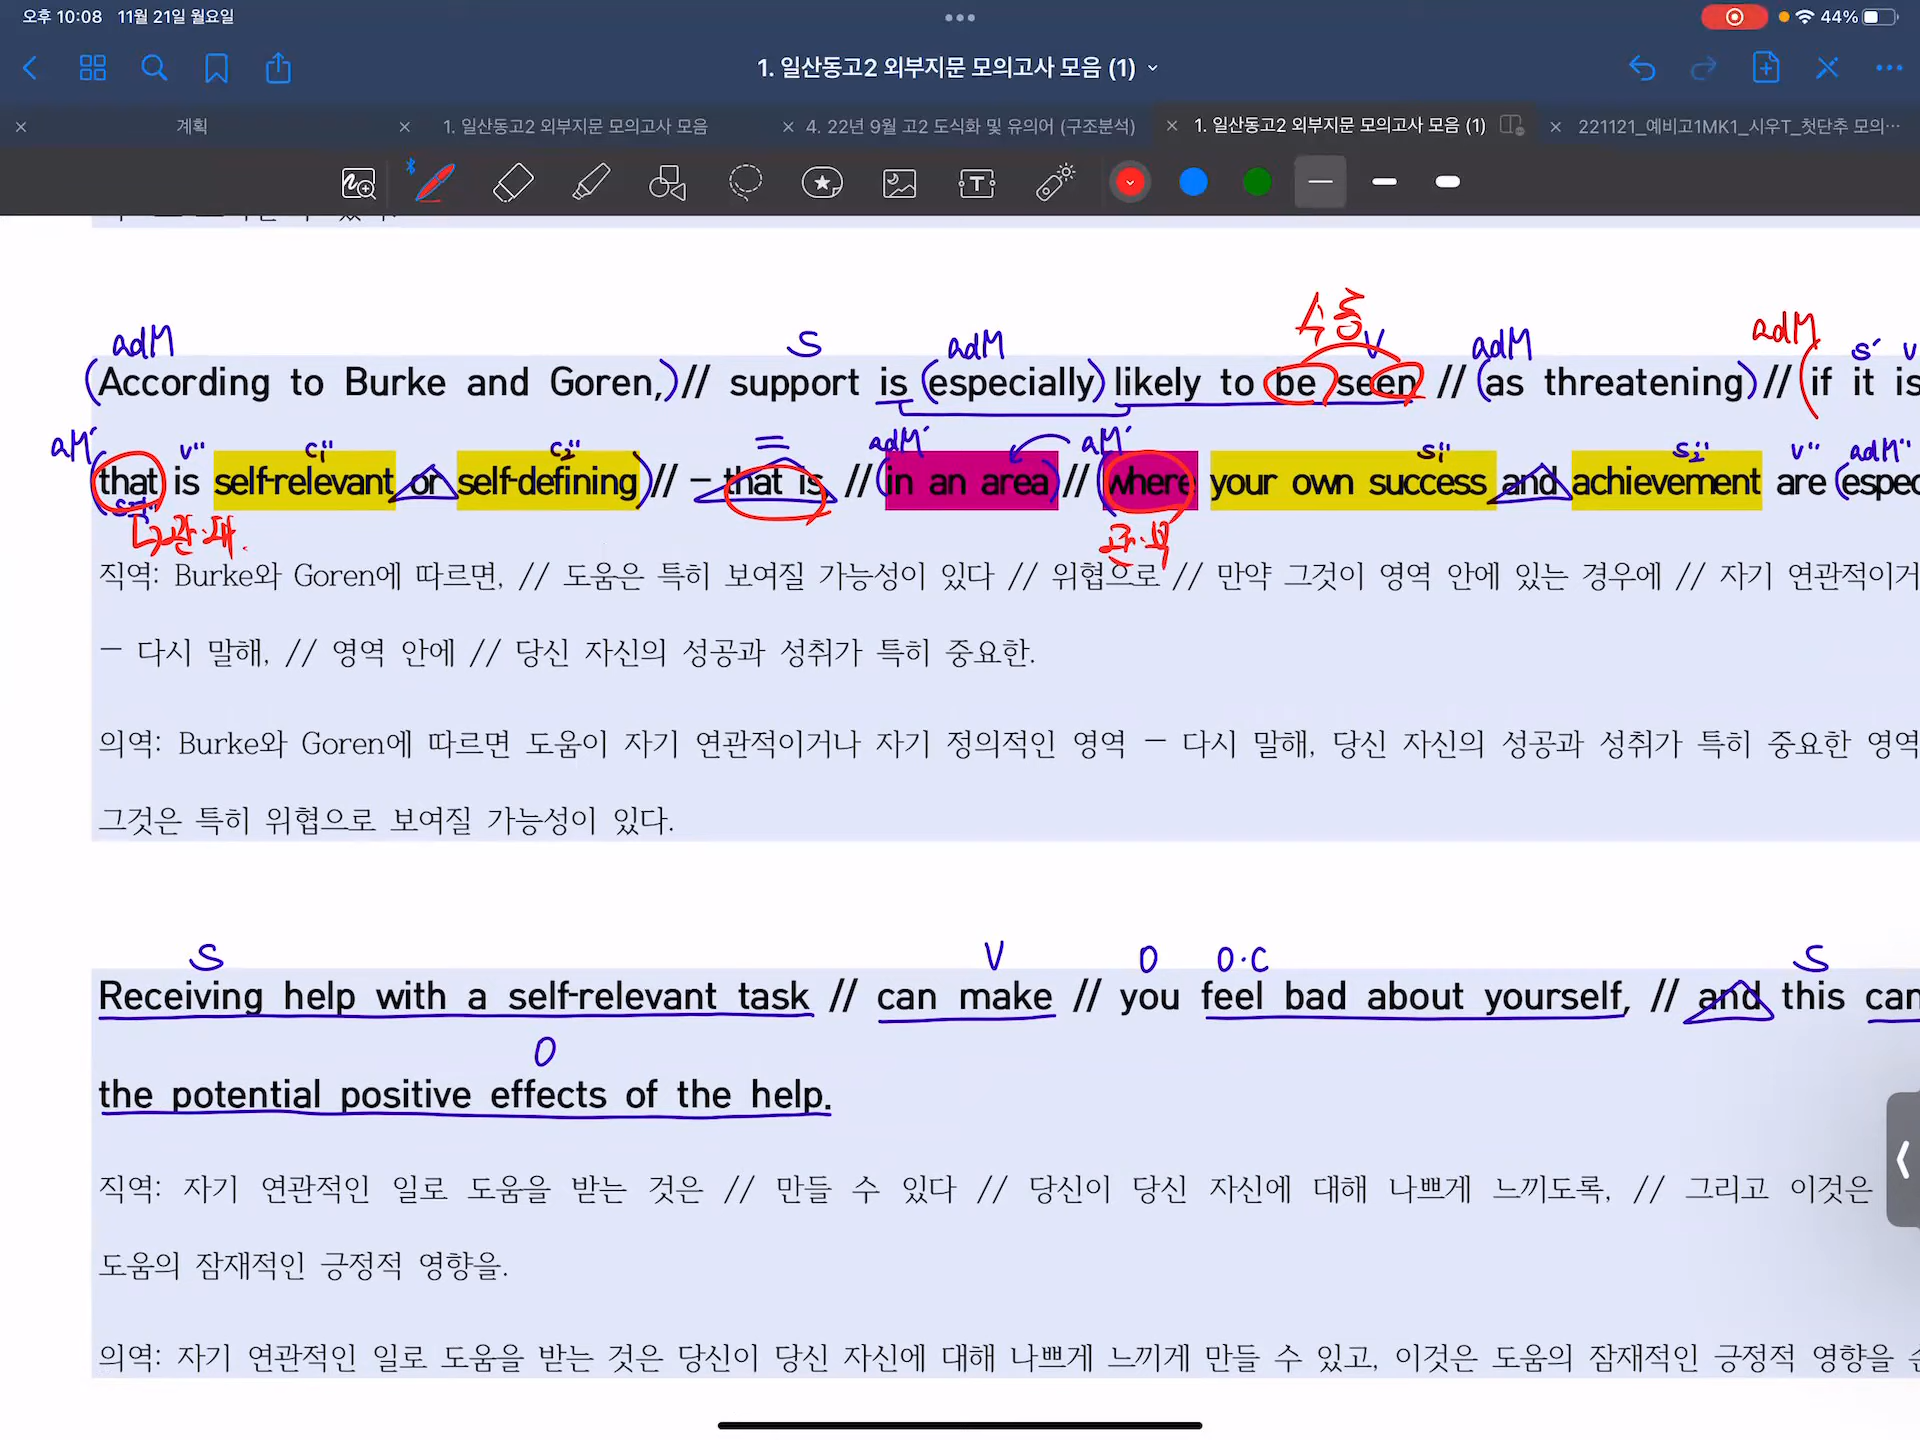 오후 10:08 11월 21일 월요일
44%
1. 일산동고2 외부지문 모의고사 모음 (1)
계획
1. 일산동고2 외부지문 모의고사 모음
4. 22년 9월 고2 도식화 및 유의어 (구조분석)
1. 일산동고2 외부지문 모의고사 모음 (1)
221121_예비고1MK1_시우T_첫단추 모의…
수동
adM S adM V adM adM s' v
(According to Burke and Goren,)// support is (especially) likely to be seen // (as threatening) // (if it is
aM' v'' c1'' c2'' = adM' aM' s1'' s2'' v'' adM''
(that is self-relevant or self-defining)// – that is //(in an area)// (where your own success and achievement are (espec
s''
↳관·대. 관·부
직역: Burke와 Goren에 따르면, // 도움은 특히 보여질 가능성이 있다 // 위협으로 // 만약 그것이 영역 안에 있는 경우에 // 자기 연관적이거
– 다시 말해, // 영역 안에 // 당신 자신의 성공과 성취가 특히 중요한.
의역: Burke와 Goren에 따르면 도움이 자기 연관적이거나 자기 정의적인 영역 – 다시 말해, 당신 자신의 성공과 성취가 특히 중요한 영역
그것은 특히 위협으로 보여질 가능성이 있다.
S V O O·C S
Receiving help with a self-relevant task // can make // you feel bad about yourself, // and this can
O
the potential positive effects of the help.
직역: 자기 연관적인 일로 도움을 받는 것은 // 만들 수 있다 // 당신이 당신 자신에 대해 나쁘게 느끼도록, // 그리고 이것은
도움의 잠재적인 긍정적 영향을.
의역: 자기 연관적인 일로 도움을 받는 것은 당신이 당신 자신에 대해 나쁘게 느끼게 만들 수 있고, 이것은 도움의 잠재적인 긍정적 영향을